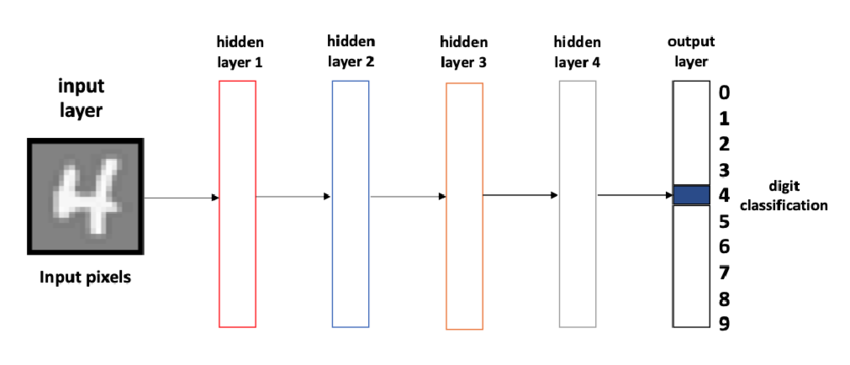 input
layer
Input pixels
hidden
layer 1
hidden
layer 2
hidden
layer 3
hidden
layer 4
output
layer
0
1
2
3
4
5
6
7
8
9
digit
classification
4